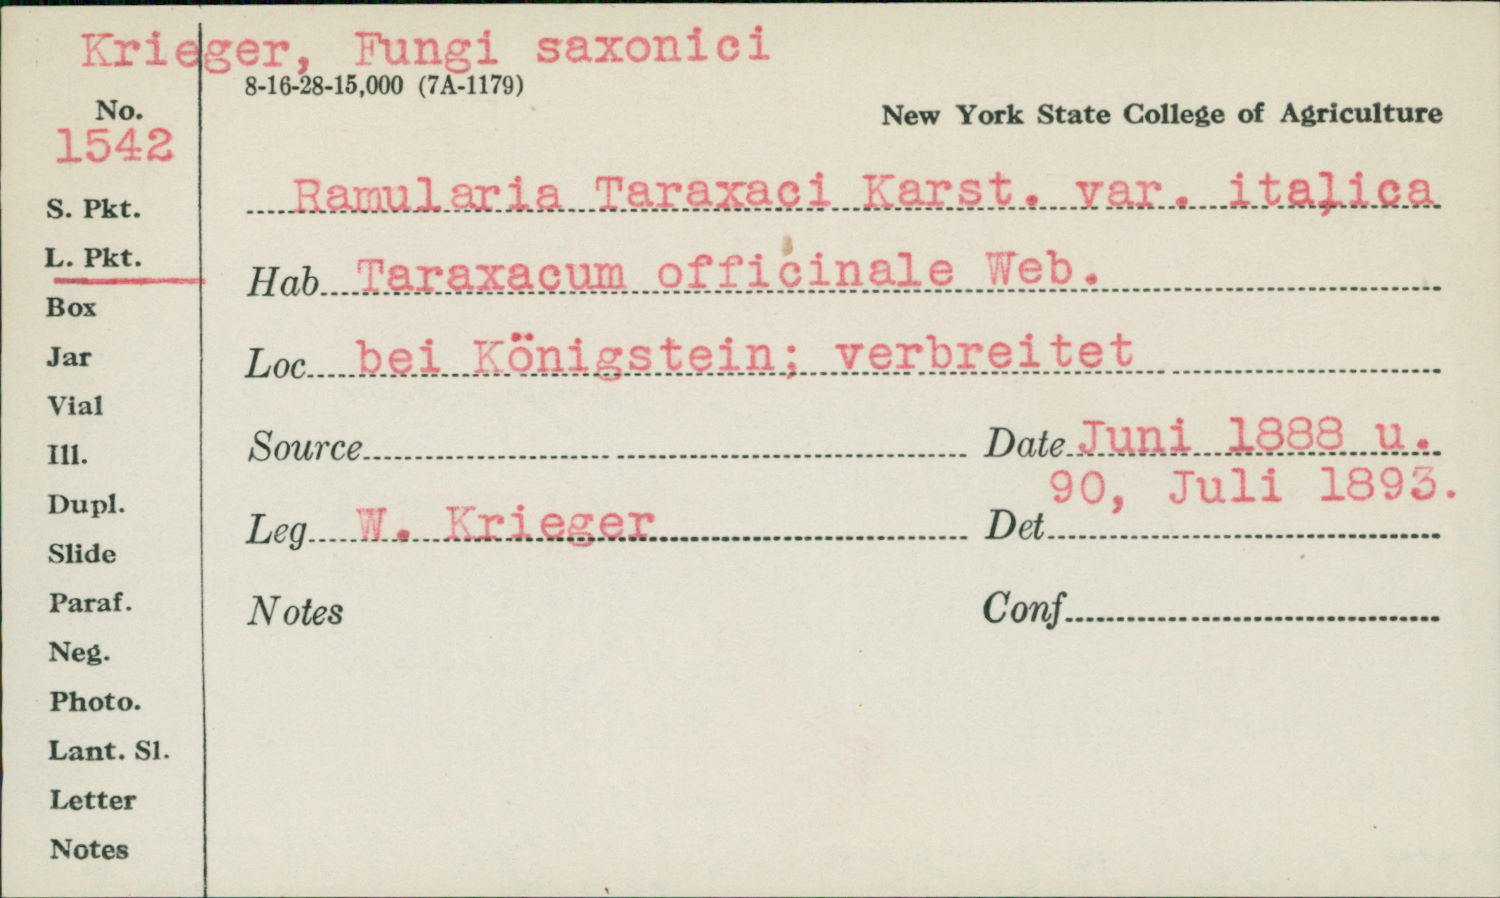 Krieger, Fungi saxonici
8-16-28-15,000 (7A-1179)
No.
1542
New York State College of Agriculture
Ramularia Taraxaci Karst. var. italica
S. Pkt.
L. Pkt.
Hab. Taraxacum officinale Web.
Box
Loc. bei Königstein; verbreitet
Jar
Vial
Source Date Juni 1888 u.
90, Juli 1893.
Ill.
Dupl.
Leg. W. Krieger Det.
Slide
Paraf.
Notes Conf.
Neg.
Photo.
Lant. Sl.
Letter
Notes